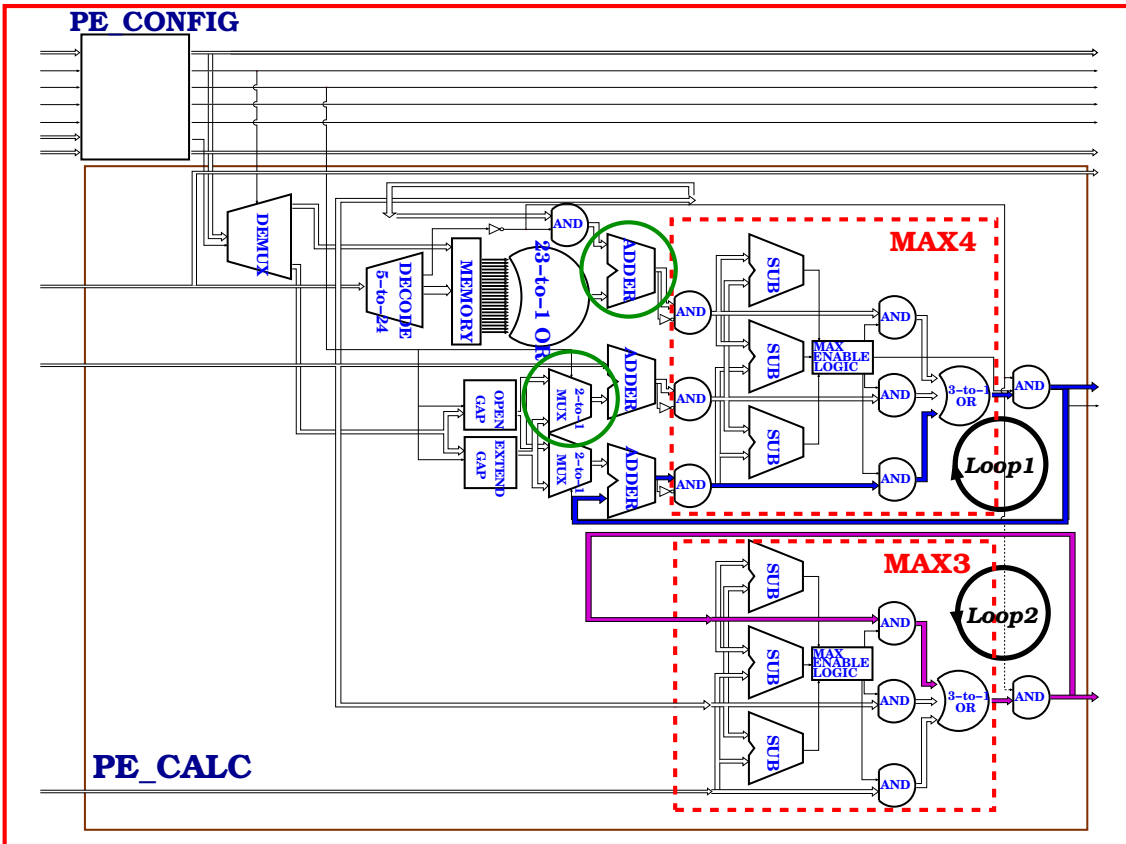 PE_CONFIG
DEMUX
5-to-24
DECODE
MEMORY
23-to-1 OR
AND
ADDER
MAX4
SUB
AND
AND
SUB
MAX
ENABLE
LOGIC
ADDER
2-to-1
MUX
OPEN
GAP
AND
AND
3-to-1
OR
AND
SUB
EXTEND
GAP
2-to-1
MUX
ADDER
AND
AND
Loop1
MAX3
SUB
AND
Loop2
SUB
MAX
ENABLE
LOGIC
AND
3-to-1
OR
AND
SUB
AND
PE_CALC